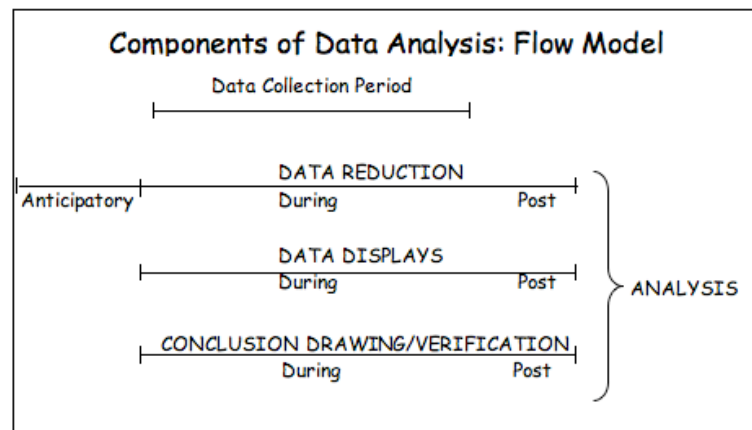 Components of Data Analysis: Flow Model
Data Collection Period
DATA REDUCTION
Anticipatory During Post
DATA DISPLAYS
During Post
ANALYSIS
CONCLUSION DRAWING/VERIFICATION
During Post